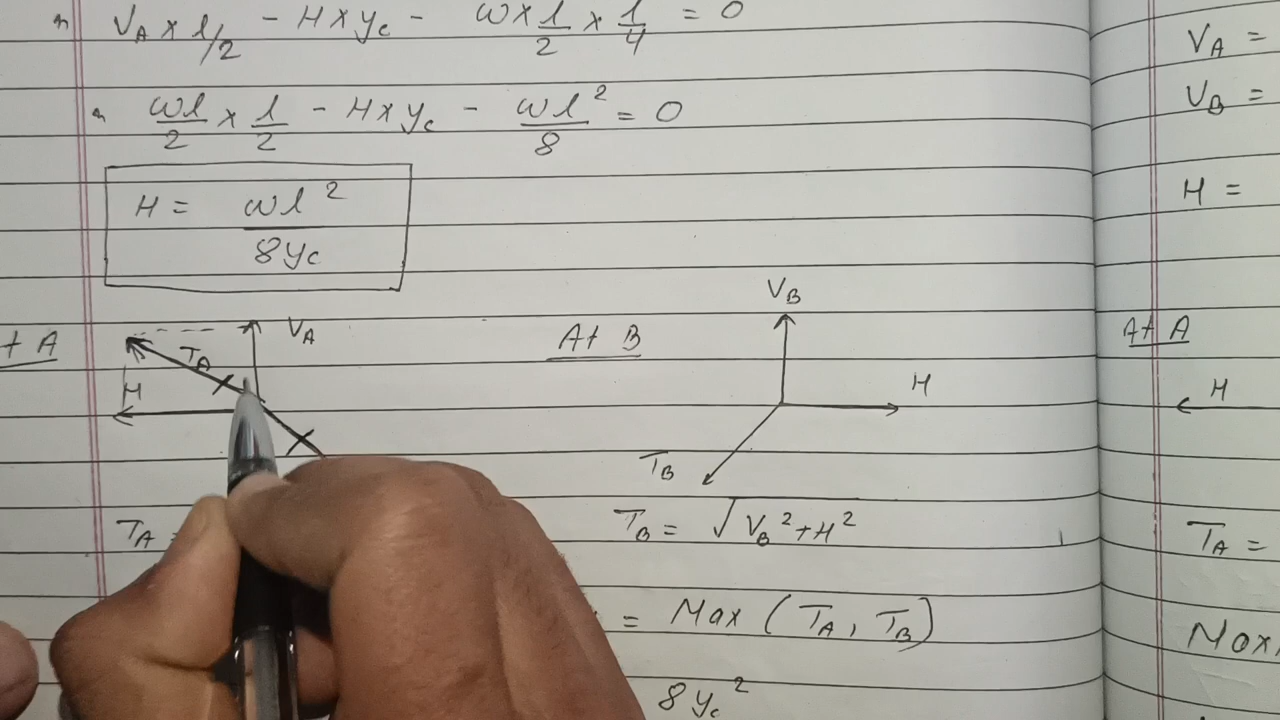 V_A × l/2 - H × y_c - w × l/2 × l/4 = 0
wl/2 × l/2 - H × y_c - wl²/8 = 0
H = wl²/8y_c
At A
V_A
T_A
H
At B
V_B
H
T_B
T_A =
T_B = √V_B² + H²
= Max (T_A, T_B)
8y_c²
V_A =
V_B =
H =
At A
H
T_A =
Max